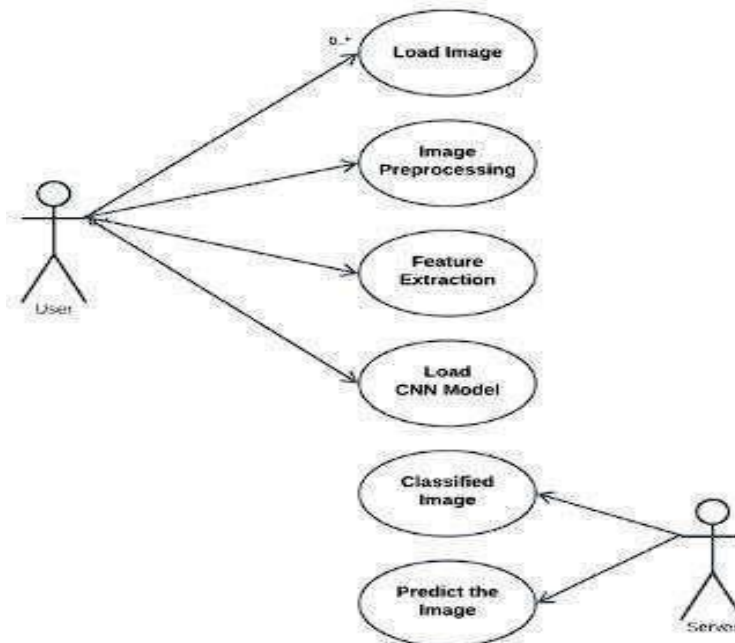 0..*
Load Image
Image
Preprocessing
Feature
Extraction
User
Load
CNN Model
Classified
Image
Predict the
Image
Server